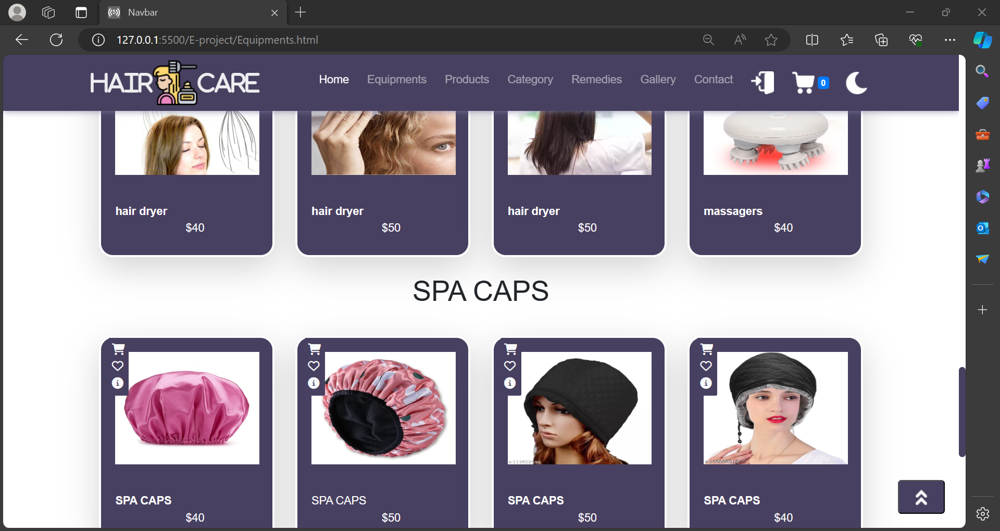 Navbar
127.0.0.1:5500/E-project/Equipments.html
HAIR CARE
Home Equipments Products Category Remedies Gallery Contact 0
hair dryer hair dryer hair dryer massagers
$40 $50 $50 $40
SPA CAPS
s-113652596
SPA CAPS SPA CAPS SPA CAPS SPA CAPS
$40 $50 $50 $40